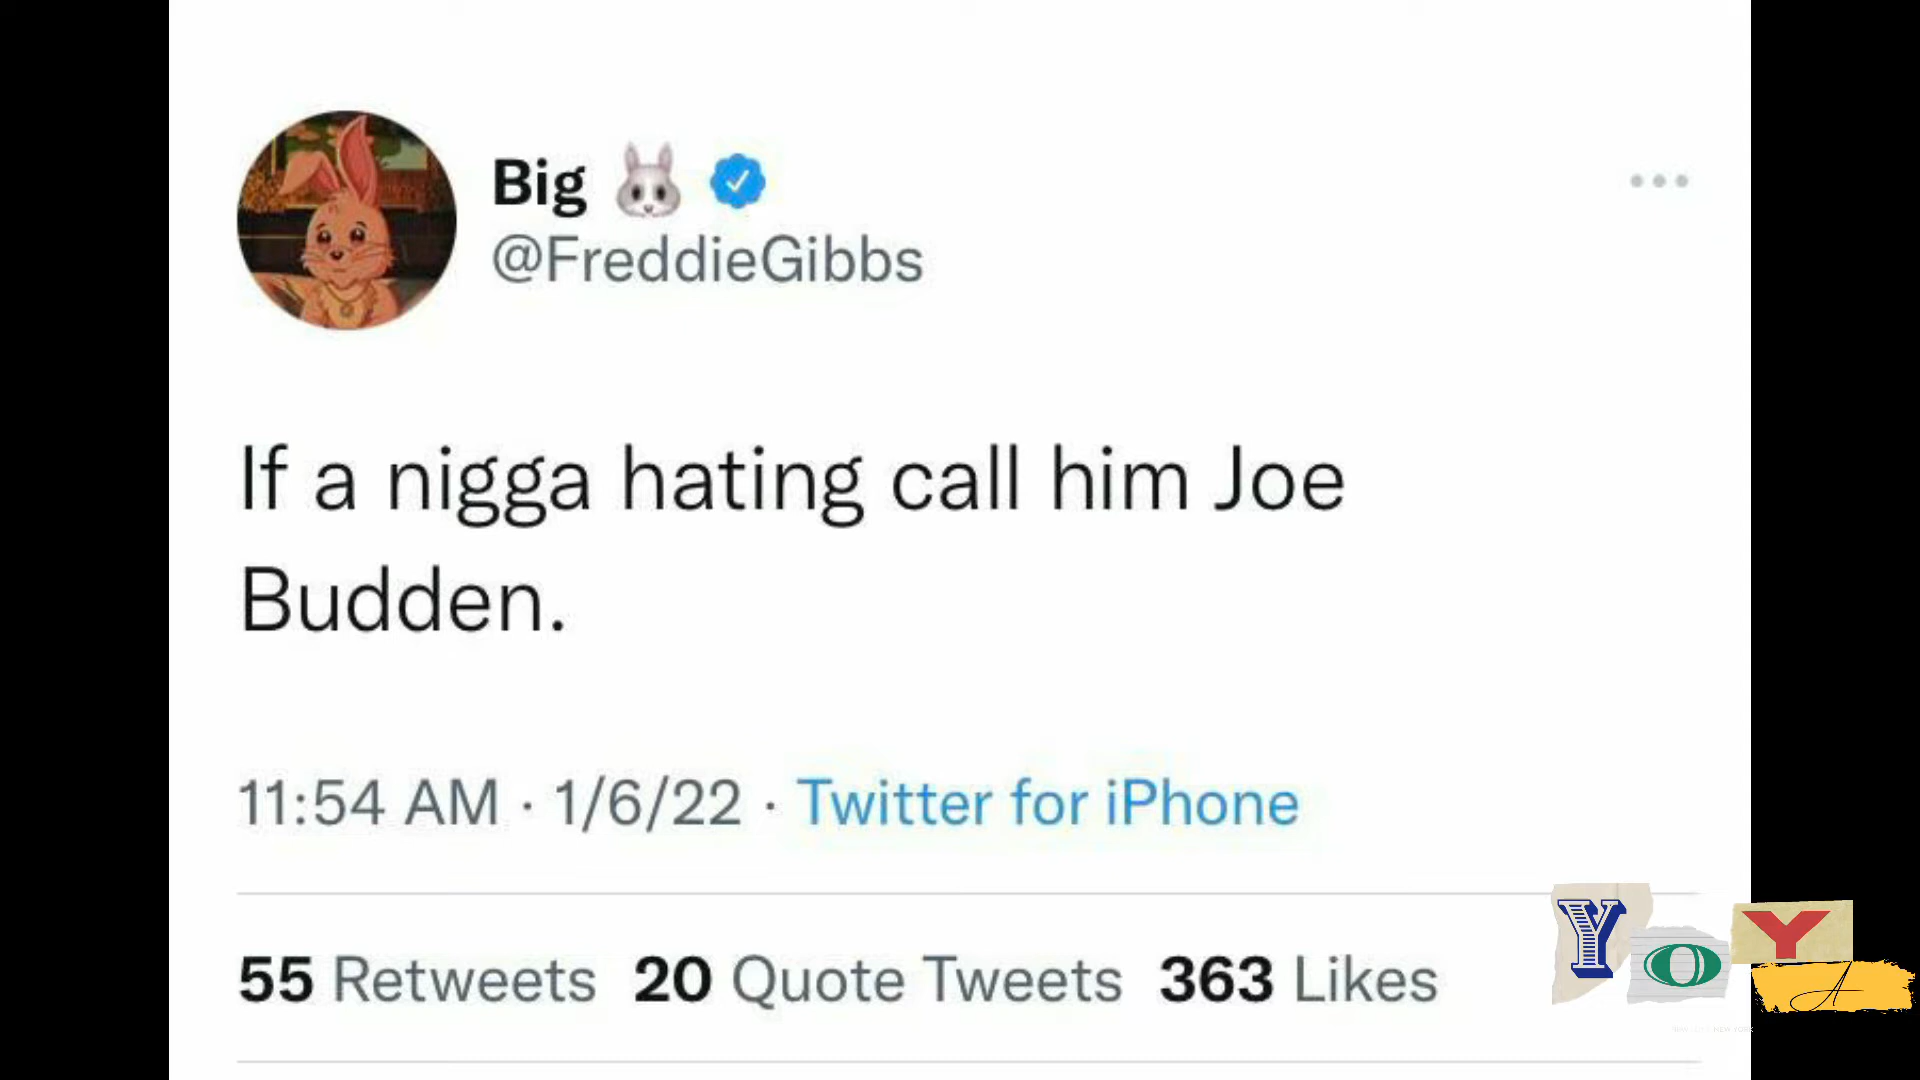 Big
@FreddieGibbs
If a nigga hating call him Joe
Budden.
11:54 AM · 1/6/22 · Twitter for iPhone
55 Retweets 20 Quote Tweets 363 Likes
YOY
A